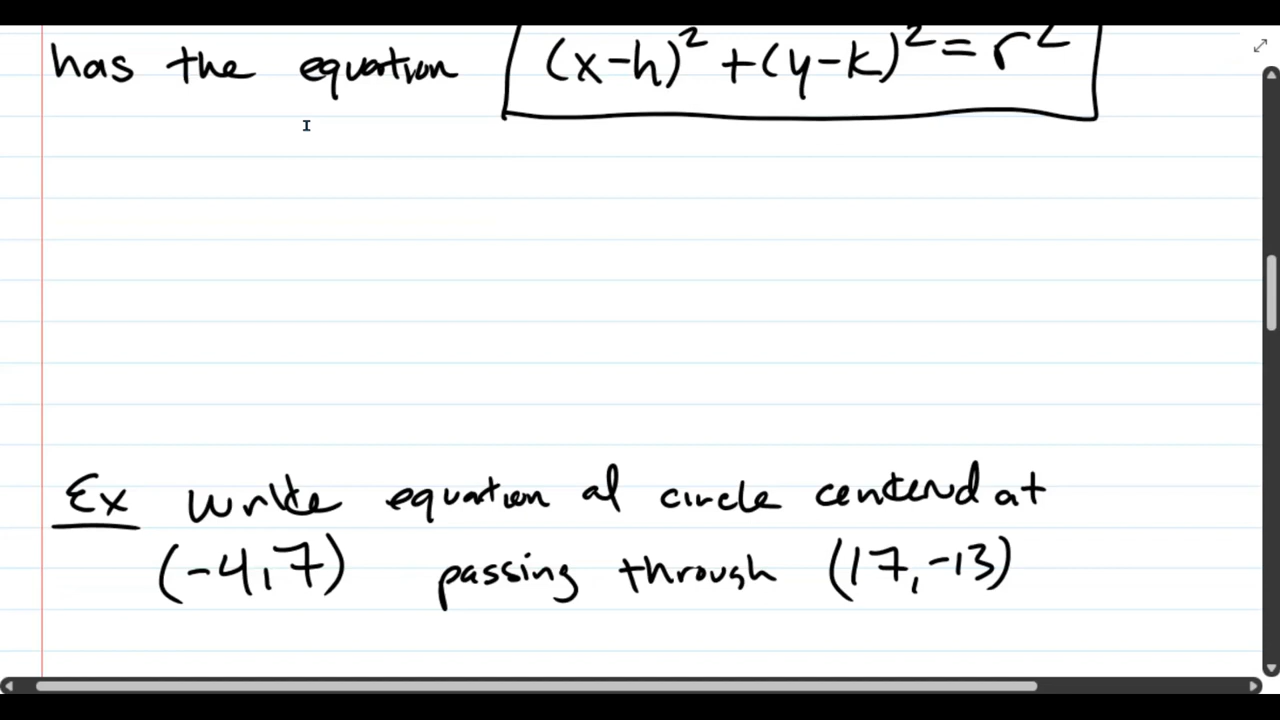 has the equation (x-h)² + (y-k)² = r²
Ex Write equation of circle centered at
(-4,7) passing through (17,-13)